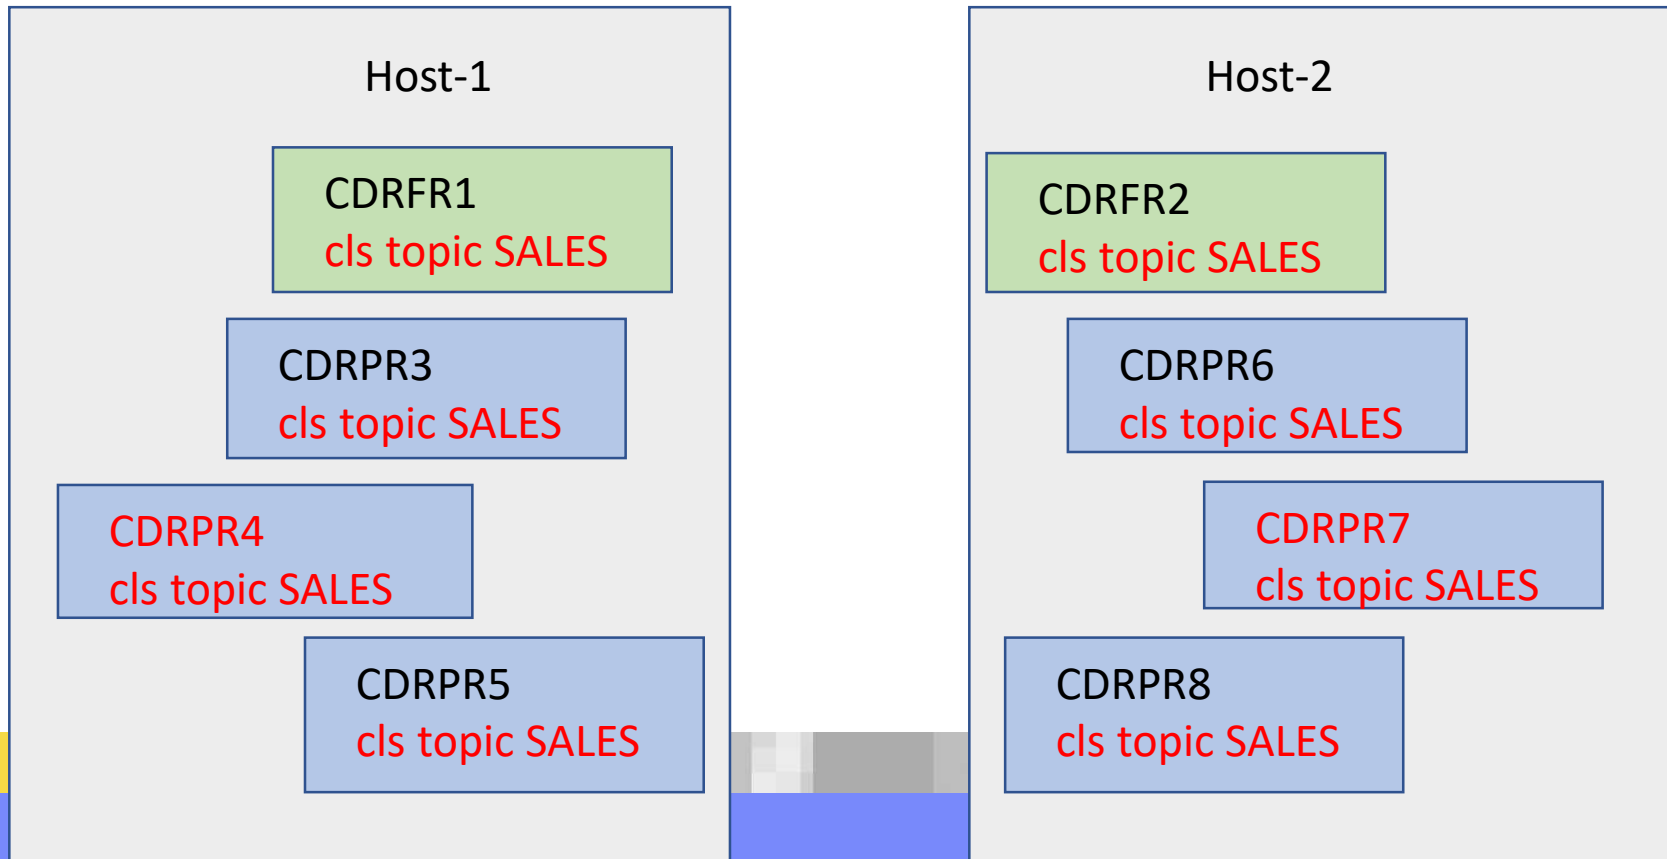 Host-1
CDRFR1
cls topic SALES
CDRPR3
cls topic SALES
CDRPR4
cls topic SALES
CDRPR5
cls topic SALES
Host-2
CDRFR2
cls topic SALES
CDRPR6
cls topic SALES
CDRPR7
cls topic SALES
CDRPR8
cls topic SALES